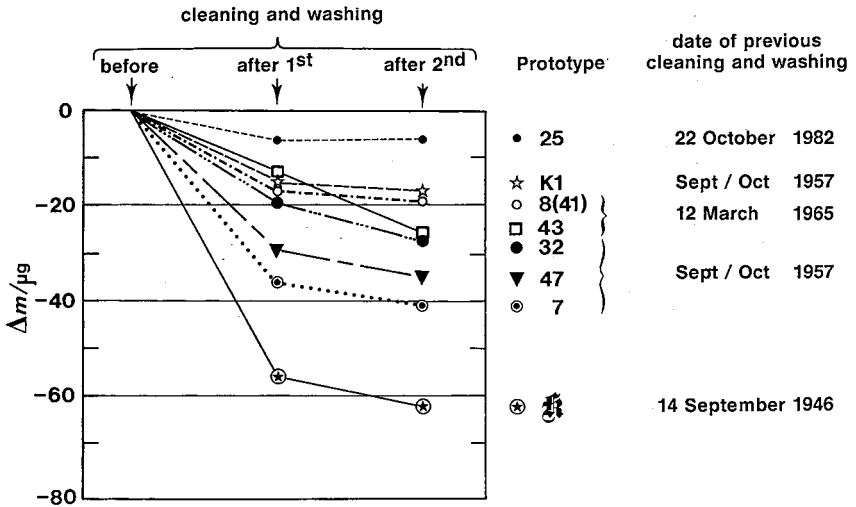 cleaning and washing
before after 1st after 2nd Prototype date of previous cleaning and washing
0
25 22 October 1982
K1 Sept / Oct 1957
−20
8(41)
12 March 1965
43
32
Sept / Oct 1957
47
−40
7
Δm/µg
−60
𝕶 14 September 1946
−80